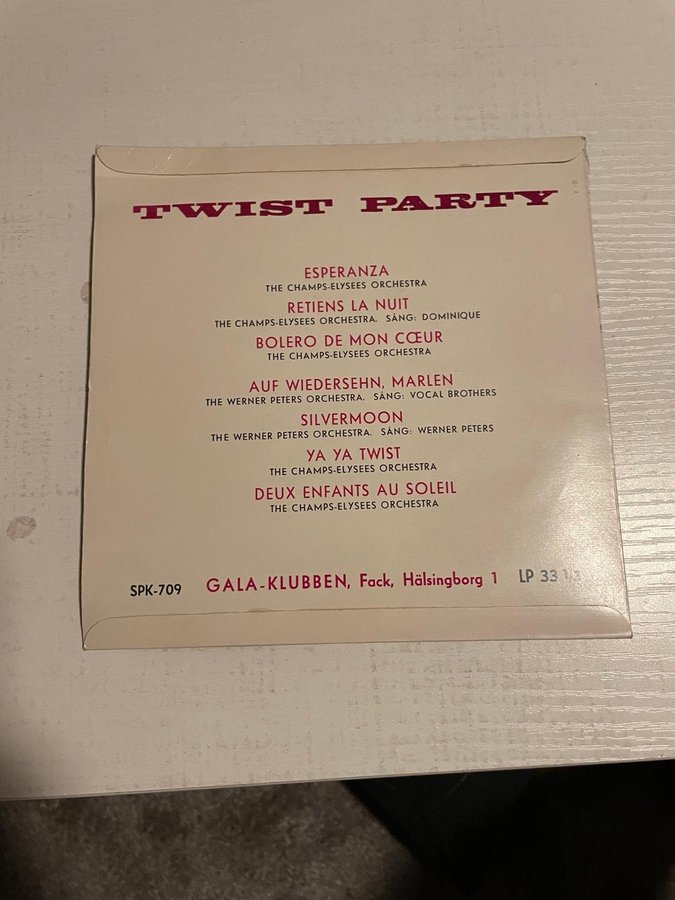 TWIST PARTY
ESPERANZA
THE CHAMPS-ELYSEES ORCHESTRA
RETIENS LA NUIT
THE CHAMPS-ELYSEES ORCHESTRA. SÅNG: DOMINIQUE
BOLERO DE MON CŒUR
THE CHAMPS-ELYSEES ORCHESTRA
AUF WIEDERSEHN, MARLEN
THE WERNER PETERS ORCHESTRA. SÅNG: VOCAL BROTHERS
SILVERMOON
THE WERNER PETERS ORCHESTRA. SÅNG: WERNER PETERS
YA YA TWIST
THE CHAMPS-ELYSEES ORCHESTRA
DEUX ENFANTS AU SOLEIL
THE CHAMPS-ELYSEES ORCHESTRA
SPK-709 GALA-KLUBBEN, Fack, Hälsingborg 1 LP 33 1/3